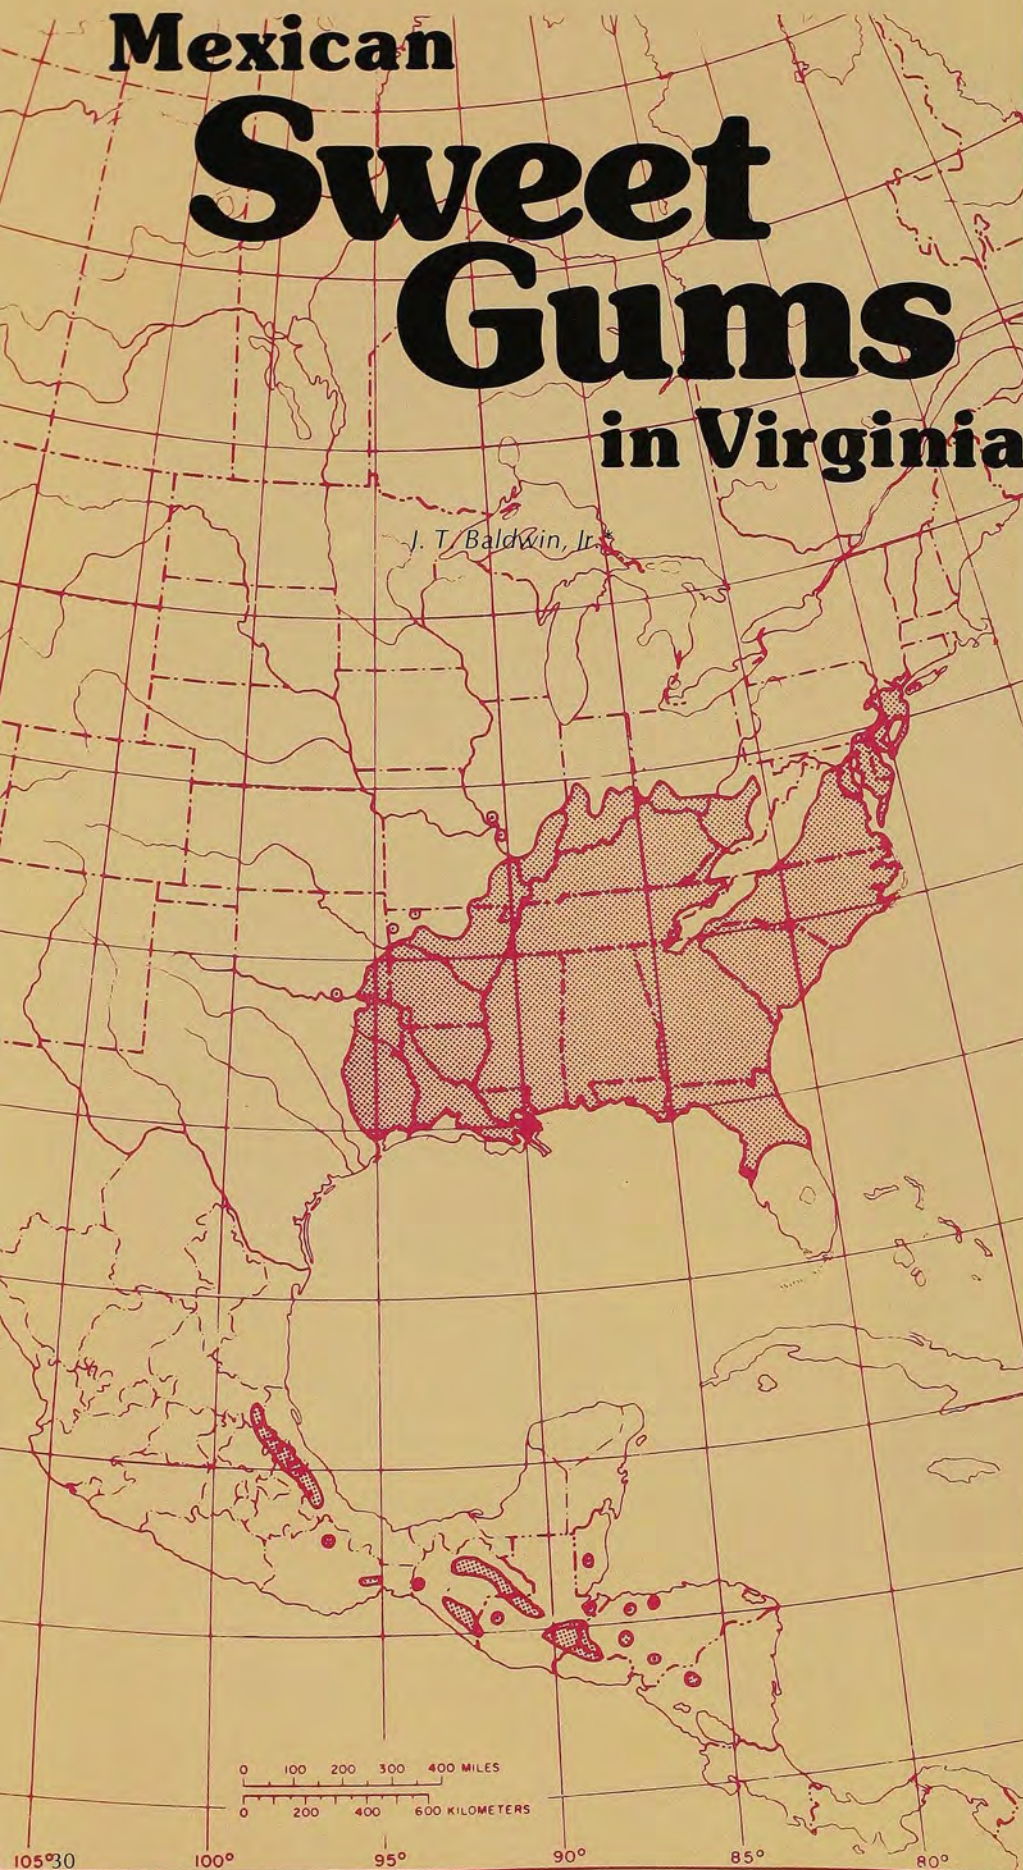 Mexican
Sweet
Gums
in Virginia
J. T. Baldwin, Jr.*
0 100 200 300 400 MILES
0 200 400 600 KILOMETERS
105° 100° 95° 90° 85° 80°
30